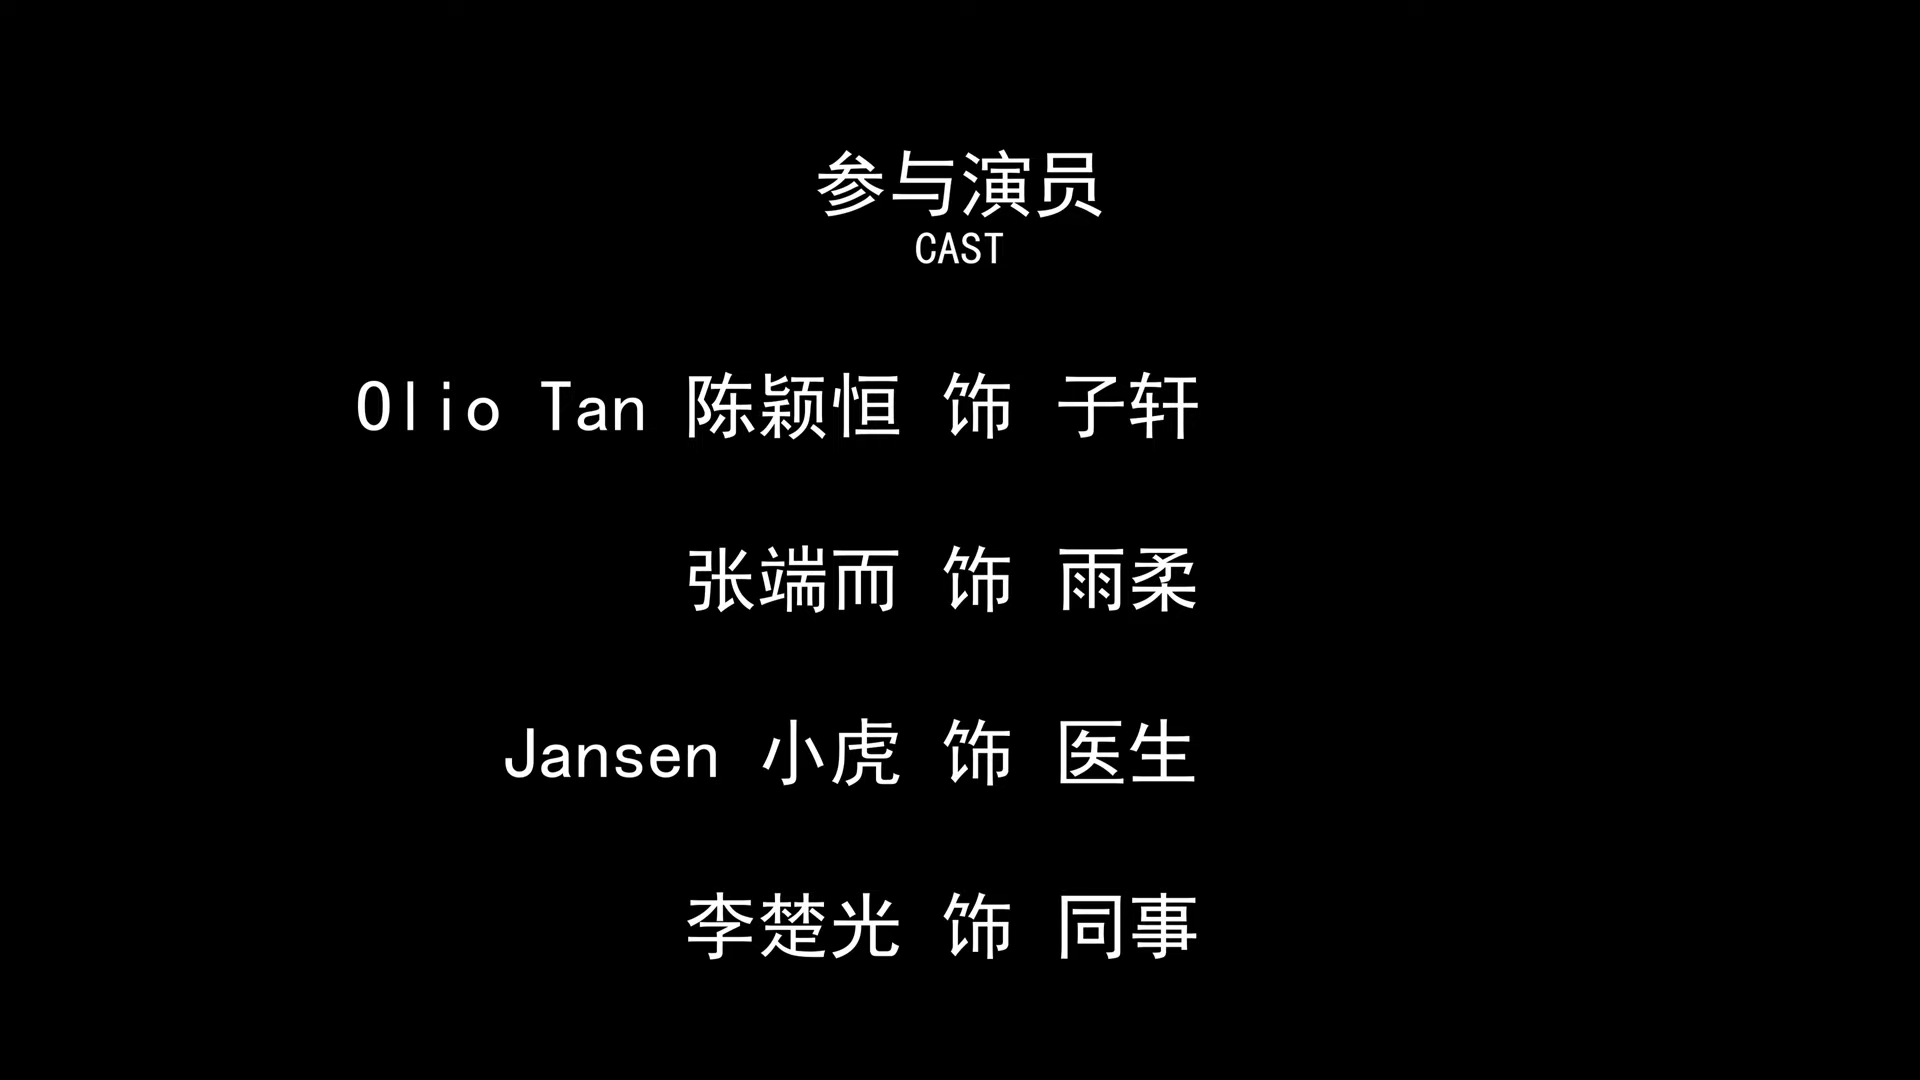 参与演员
CAST
Olio Tan 陈颖恒 饰 子轩
张端而 饰 雨柔
Jansen 小虎 饰 医生
李楚光 饰 同事